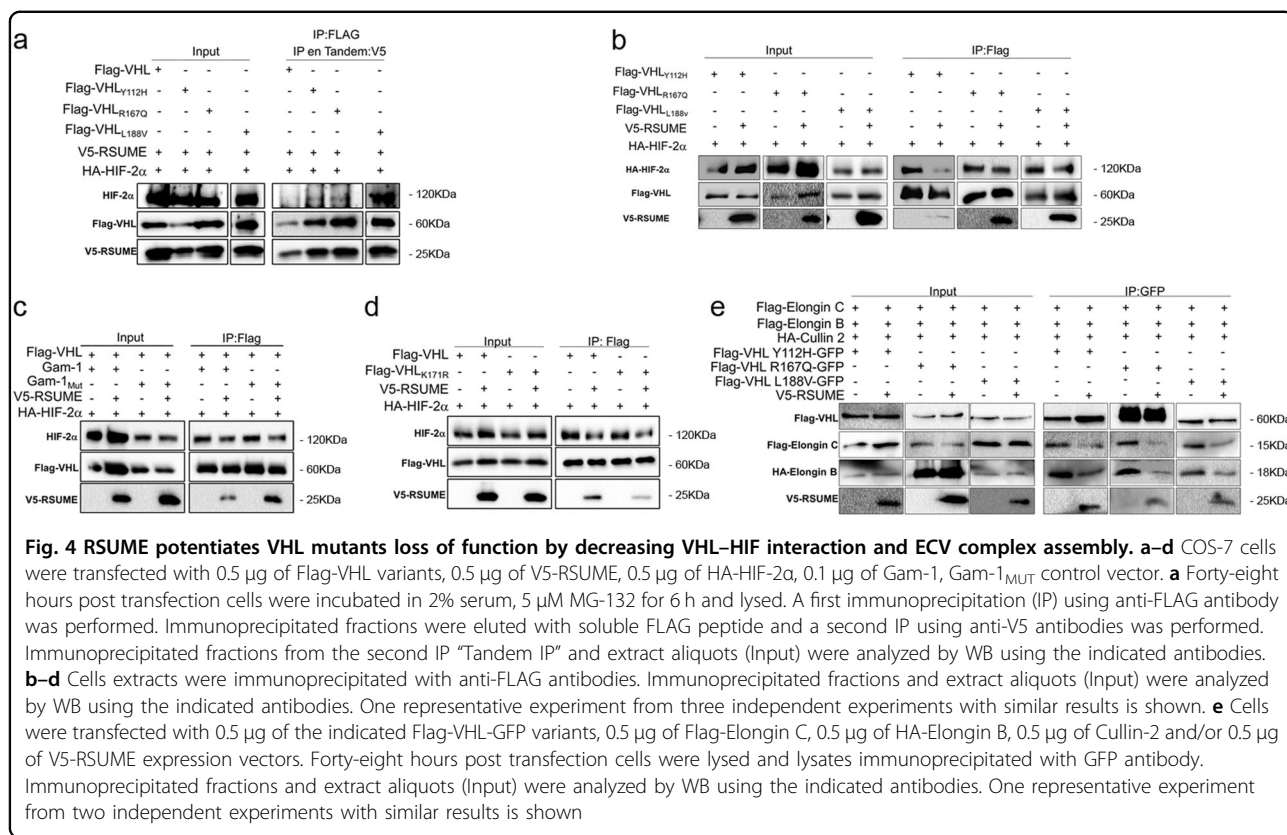 a
Input
IP:FLAG
IP en Tandem:V5
Flag-VHL + - - - + - - -
Flag-VHLY112H - + - - - + - -
Flag-VHLR167Q - - + - - - + -
Flag-VHLL188V - - - + - - - +
V5-RSUME + + + + + + + +
HA-HIF-2α + + + + + + + +
HIF-2α - 120KDa
Flag-VHL - 60KDa
V5-RSUME - 25KDa
b
Input IP:Flag
Flag-VHLY112H + + - - - - + + - - - -
Flag-VHLR167Q - - + + - - - - + + - -
Flag-VHLL188v - - - - + + - - - - + +
V5-RSUME - + - + - + - + - + - +
HA-HIF-2α + + + + + + + + + + + +
HA-HIF-2α - 120KDa
Flag-VHL - 60KDa
V5-RSUME - 25KDa
c
Input IP:Flag
Flag-VHL + + + + + + + +
Gam-1 + + - - + + - -
Gam-1Mut - - + + - - + +
V5-RSUME - + - + - + - +
HA-HIF-2α + + + + + + + +
HIF-2α - 120KDa
Flag-VHL - 60KDa
V5-RSUME - 25KDa
d
Input IP: Flag
Flag-VHL + + - - + + - -
Flag-VHLK171R - - + + - - + +
V5-RSUME - + - + - + - +
HA-HIF-2α + + + + + + + +
HIF-2α - 120KDa
Flag-VHL - 60KDa
V5-RSUME - 25KDa
e
Input IP:GFP
Flag-Elongin C + + + + + + + + + + + +
Flag-Elongin B + + + + + + + + + + + +
HA-Cullin 2 + + + + + + + + + + + +
Flag-VHL Y112H-GFP + + - - - - + + - - - -
Flag-VHL R167Q-GFP - - + + - - - - + + - -
Flag-VHL L188V-GFP - - - - + + - - - - + +
V5-RSUME - + - + - + - + - + - +
Flag-VHL - 60KDa
Flag-Elongin C - 15KDa
HA-Elongin B - 18KDa
V5-RSUME - 25KDa
Fig. 4 RSUME potentiates VHL mutants loss of function by decreasing VHL–HIF interaction and ECV complex assembly. a–d COS-7 cells
were transfected with 0.5 µg of Flag-VHL variants, 0.5 µg of V5-RSUME, 0.5 µg of HA-HIF-2α, 0.1 µg of Gam-1, Gam-1MUT control vector. a Forty-eight
hours post transfection cells were incubated in 2% serum, 5 µM MG-132 for 6 h and lysed. A first immunoprecipitation (IP) using anti-FLAG antibody
was performed. Immunoprecipitated fractions were eluted with soluble FLAG peptide and a second IP using anti-V5 antibodies was performed.
Immunoprecipitated fractions from the second IP “Tandem IP” and extract aliquots (Input) were analyzed by WB using the indicated antibodies.
b–d Cells extracts were immunoprecipitated with anti-FLAG antibodies. Immunoprecipitated fractions and extract aliquots (Input) were analyzed
by WB using the indicated antibodies. One representative experiment from three independent experiments with similar results is shown. e Cells
were transfected with 0.5 µg of the indicated Flag-VHL-GFP variants, 0.5 µg of Flag-Elongin C, 0.5 µg of HA-Elongin B, 0.5 µg of Cullin-2 and/or 0.5 µg
of V5-RSUME expression vectors. Forty-eight hours post transfection cells were lysed and lysates immunoprecipitated with GFP antibody.
Immunoprecipitated fractions and extract aliquots (Input) were analyzed by WB using the indicated antibodies. One representative experiment
from two independent experiments with similar results is shown